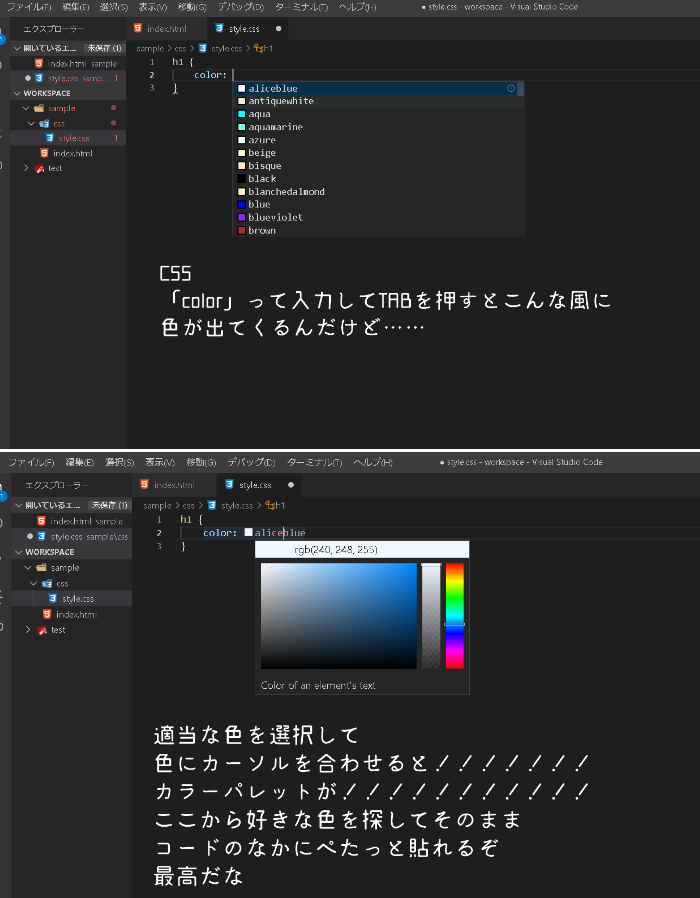 ファイル(F) 編集(E) 選択(S) 表示(V) 移動(G) デバッグ(D) ターミナル(T) ヘルプ(H) ● style.css - workspace - Visual Studio Code
エクスプローラー
index.html
style.css ●
開いているエ... 未保存 (1)
index.html sample
● style.css samp... 1
WORKSPACE
sample
css
style.css 1
index.html
test
sample > css > style.css > h1
1 h1 {
2 color:
3 }
aliceblue
antiquewhite
aqua
aquamarine
azure
beige
bisque
black
blanchedalmond
blue
blueviolet
brown
CSS
「color」って入力してTABを押すとこんな風に
色が出てくるんだけど……
ファイル(F) 編集(E) 選択(S) 表示(V) 移動(G) デバッグ(D) ターミナル(T) ヘルプ(H) ● style.css - workspace - Visual Studio Code
エクスプローラー
index.html
style.css ●
開いているエ... 未保存 (1)
index.html sample
● style.css sample\css
WORKSPACE
sample
css
style.css
index.html
test
sample > css > style.css > h1
1 h1 {
2 color: aliceblue
3 }
rgb(240, 248, 255)
Color of an element's text
適当な色を選択して
色にカーソルを合わせると！！！！！！！
カラーパレットが！！！！！！！！！！！
ここから好きな色を探してそのまま
コードのなかにぺたっと貼れるぞ
最高だな